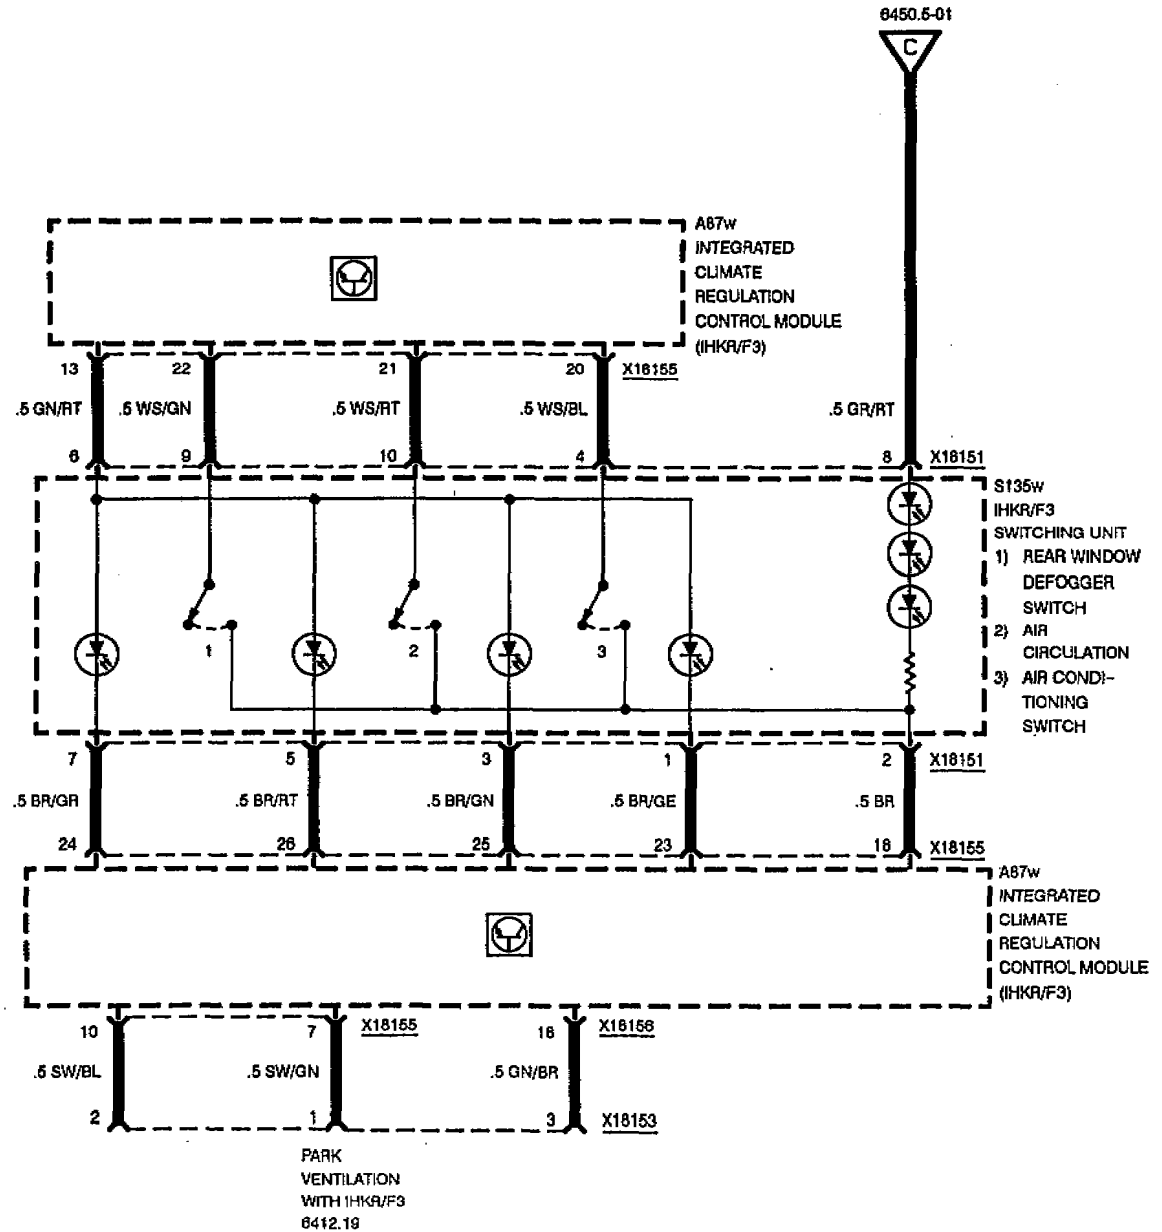 6450.5-01
C
A87w
INTEGRATED
CLIMATE
REGULATION
CONTROL MODULE
(IHKR/F3)
13 22 21 20 X18155
.5 GN/RT .5 WS/GN .5 WS/RT .5 WS/BL .5 GR/RT
6 9 10 4 8 X18151
S135w
IHKR/F3
SWITCHING UNIT
1) REAR WINDOW
DEFOGGER
SWITCH
2) AIR
CIRCULATION
3) AIR CONDI-
TIONING
SWITCH
1 2 3
7 5 3 1 2 X18151
.5 BR/GR .5 BR/RT .5 BR/GN .5 BR/GE .5 BR
24 26 25 23 18 X18155
A87w
INTEGRATED
CLIMATE
REGULATION
CONTROL MODULE
(IHKR/F3)
10 7 X18155 16 X18156
.5 SW/BL .5 SW/GN .5 GN/BR
2 1 3 X18153
PARK
VENTILATION
WITH IHKR/F3
6412.19